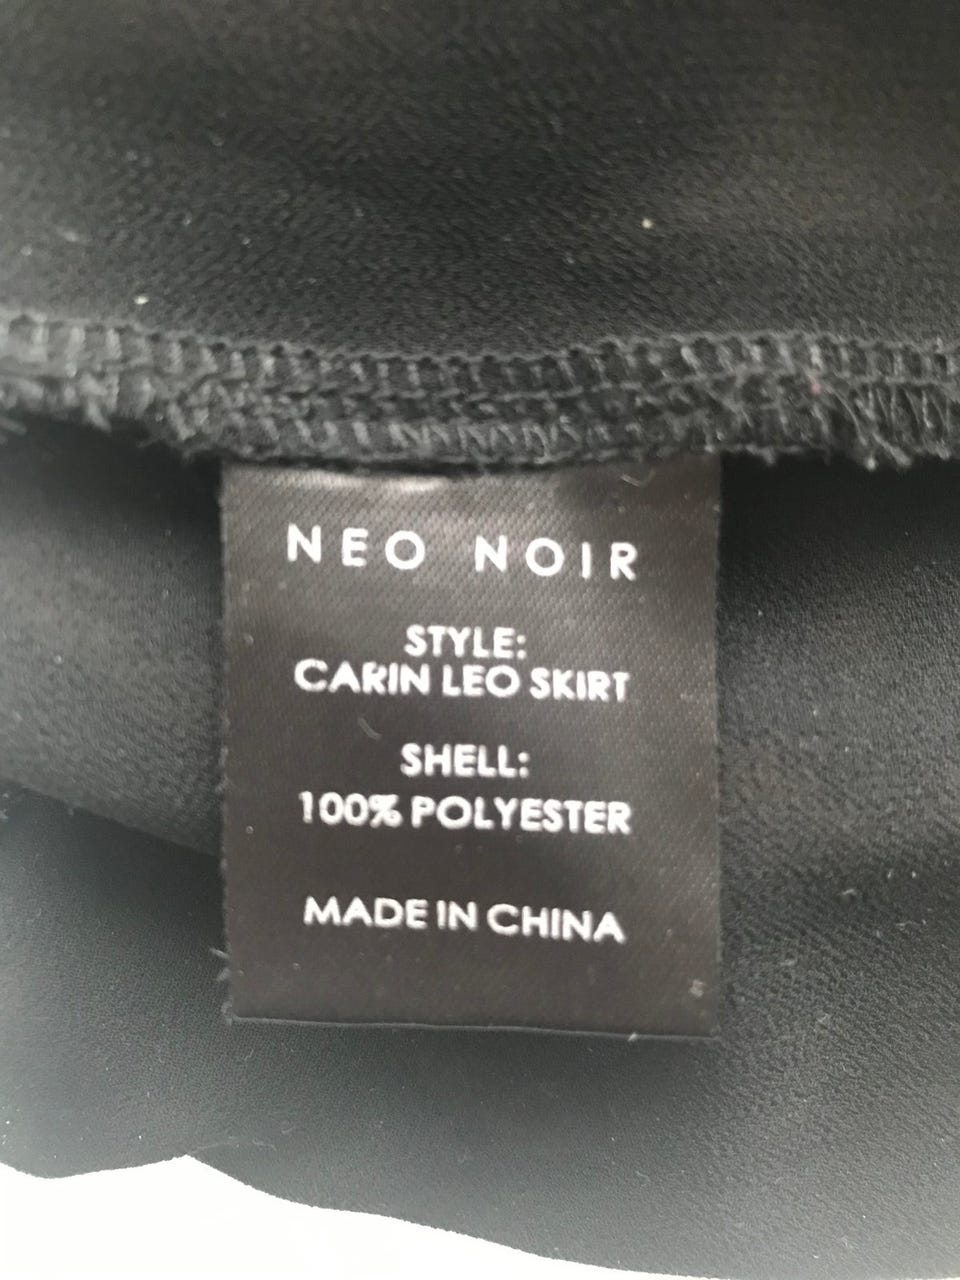 NEO NOIR
STYLE:
CARIN LEO SKIRT
SHELL:
100% POLYESTER
MADE IN CHINA